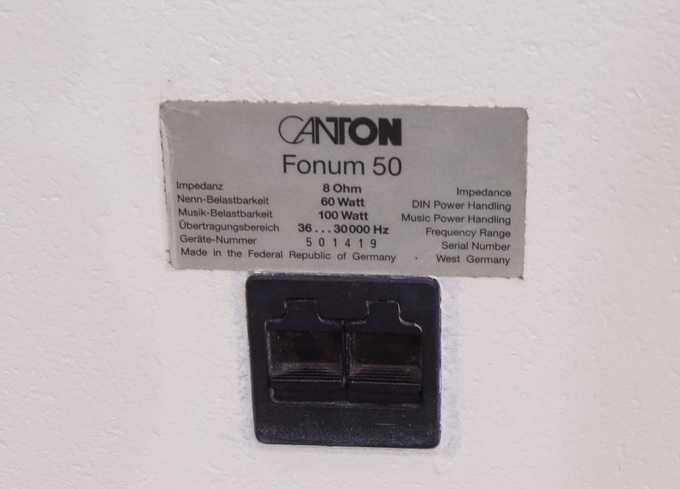 CANTON
Fonum 50
Impedanz 8 Ohm Impedance
Nenn-Belastbarkeit 60 Watt DIN Power Handling
Musik-Belastbarkeit 100 Watt Music Power Handling
Übertragungsbereich 36...30000 Hz Frequency Range
Geräte-Nummer 501419 Serial Number
Made in the Federal Republic of Germany West Germany